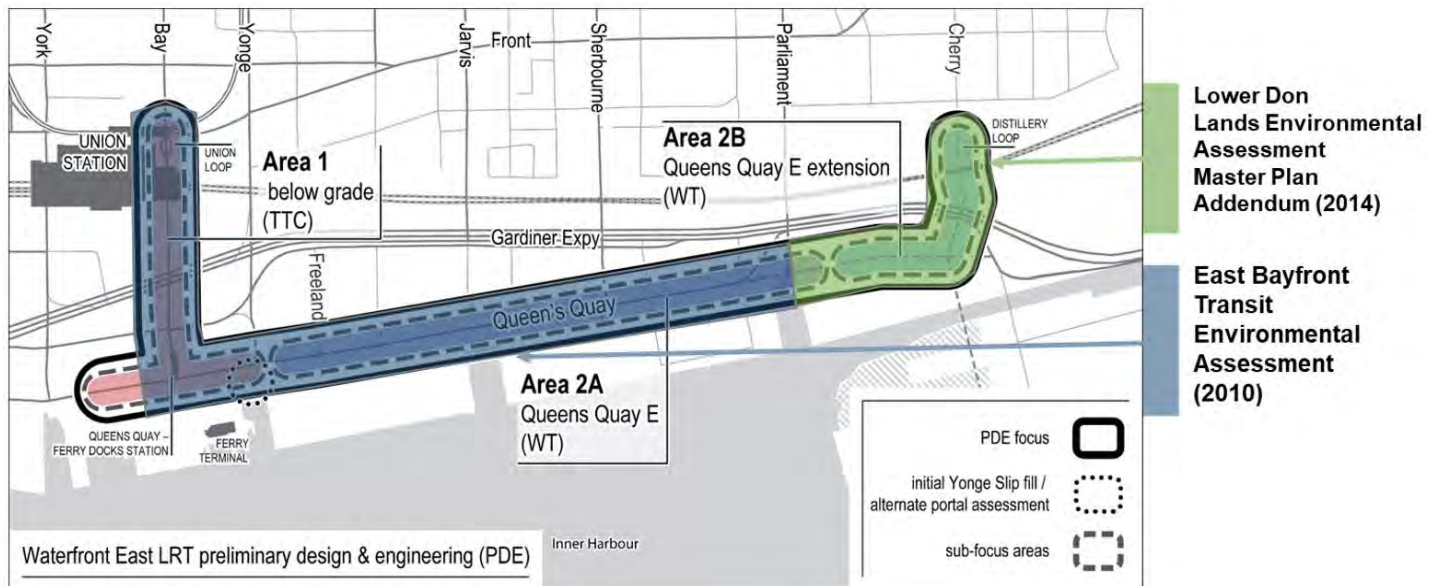 York
Bay
Yonge
Jarvis
Sherbourne
Parliament
Cherry
Front
UNION
STATION
UNION
LOOP
Area 1
below grade
(TTC)
Area 2B
Queens Quay E extension
(WT)
DISTILLERY
LOOP
Gardiner Expy
Freeland
Queen's Quay
Area 2A
Queens Quay E
(WT)
QUEENS QUAY –
FERRY DOCKS STATION
FERRY
TERMINAL
Inner Harbour
Waterfront East LRT preliminary design & engineering (PDE)
PDE focus
initial Yonge Slip fill /
alternate portal assessment
sub-focus areas
Lower Don
Lands Environmental
Assessment
Master Plan
Addendum (2014)
East Bayfront
Transit
Environmental
Assessment
(2010)